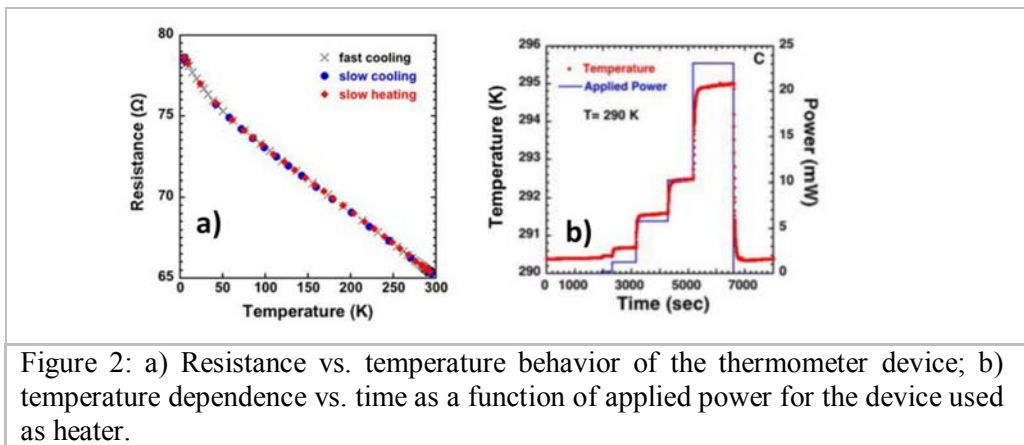 80
75
70
65
Resistance (Ω)
× fast cooling
slow cooling
slow heating
a)
0 50 100 150 200 250 300
Temperature (K)
296
295
294
293
292
291
290
Temperature (K)
Temperature
Applied Power
T= 290 K
C
b)
25
20
15
10
5
0
Power (mW)
0 1000 3000 5000 7000
Time (sec)
Figure 2: a) Resistance vs. temperature behavior of the thermometer device; b)
temperature dependence vs. time as a function of applied power for the device used
as heater.